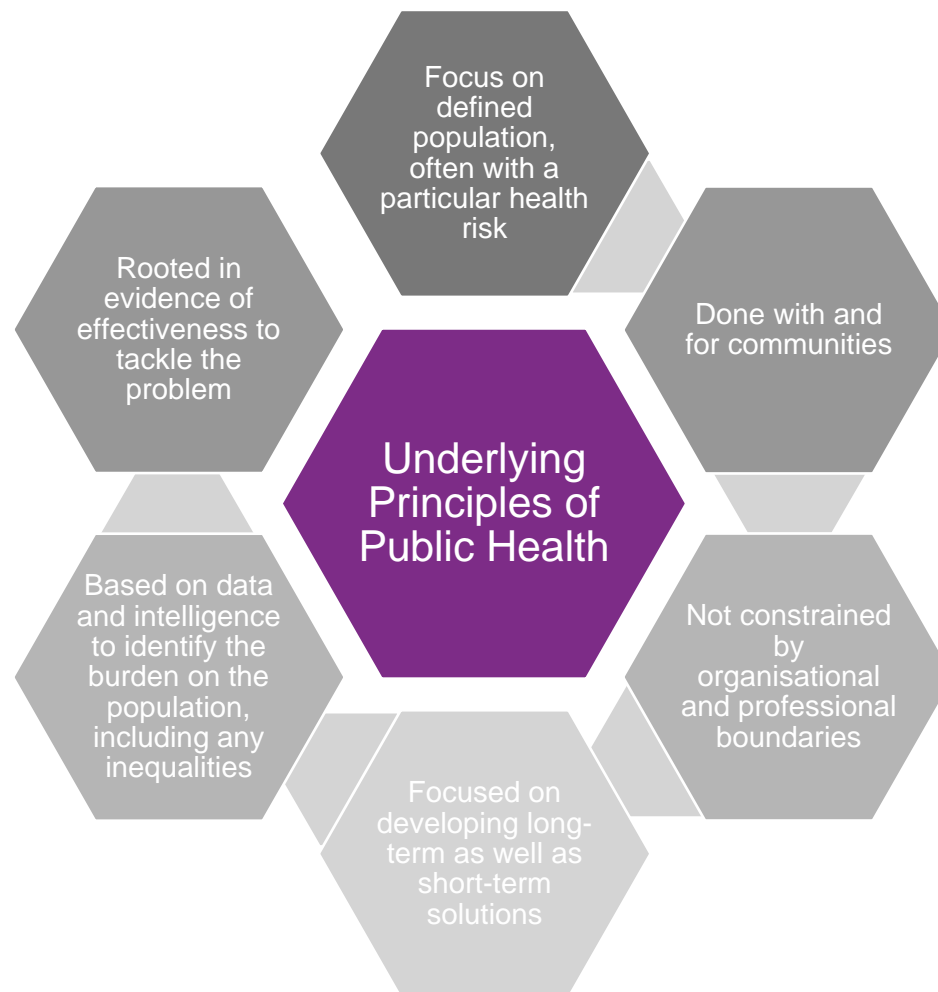 Focus on
defined
population,
often with a
particular health
risk
Rooted in
evidence of
effectiveness to
tackle the
problem
Done with and
for communities
Underlying
Principles of
Public Health
Based on data
and intelligence
to identify the
burden on the
population,
including any
inequalities
Not constrained
by
organisational
and professional
boundaries
Focused on
developing long-
term as well as
short-term
solutions